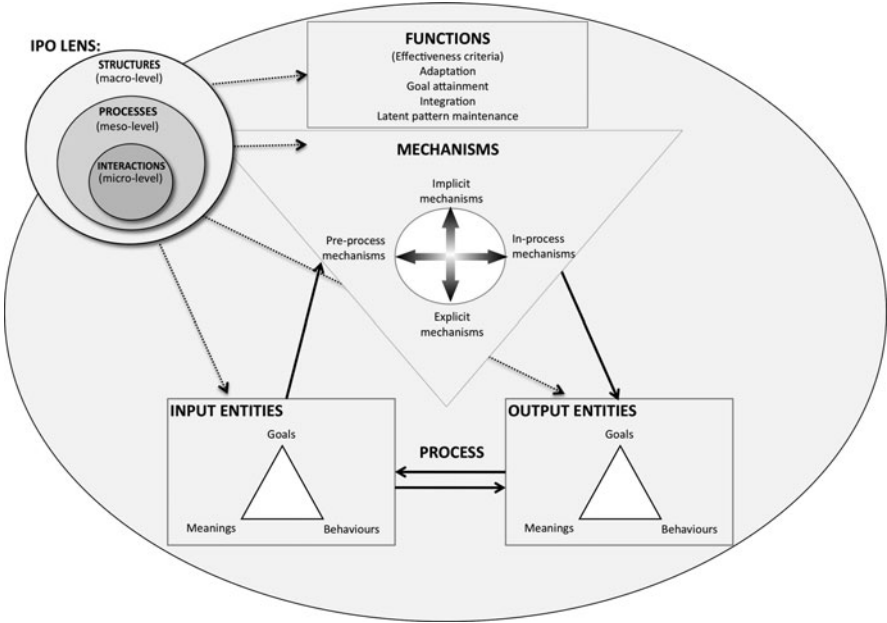 IPO LENS:
STRUCTURES
(macro-level)
PROCESSES
(meso-level)
INTERACTIONS
(micro-level)
FUNCTIONS
(Effectiveness criteria)
Adaptation
Goal attainment
Integration
Latent pattern maintenance
MECHANISMS
Implicit
mechanisms
Pre-process
mechanisms
In-process
mechanisms
Explicit
mechanisms
INPUT ENTITIES
Goals
Meanings
Behaviours
PROCESS
OUTPUT ENTITIES
Goals
Meanings
Behaviours